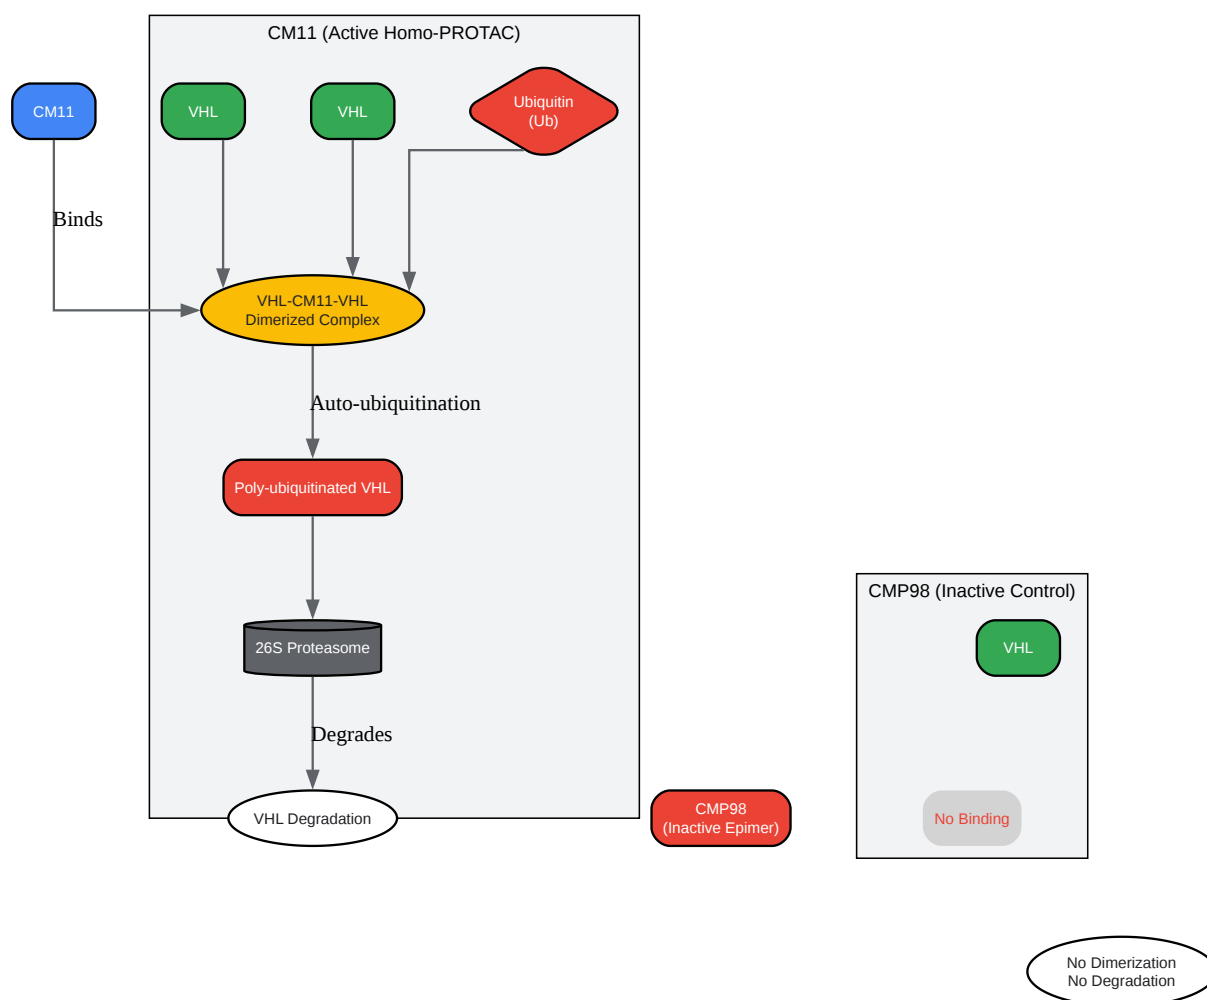 CM11 (Active Homo-PROTAC)
CM11
VHL
VHL
Ubiquitin
(Ub)
Binds
VHL-CM11-VHL
Dimerized Complex
Auto-ubiquitination
Poly-ubiquitinated VHL
26S Proteasome
Degrades
VHL Degradation
CMP98
(Inactive Epimer)
CMP98 (Inactive Control)
VHL
No Binding
No Dimerization
No Degradation